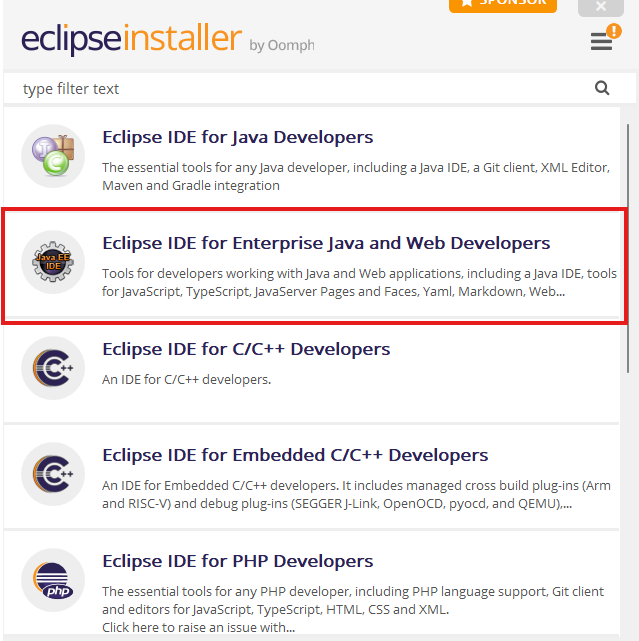 SPONSOR
eclipseinstaller by Oomph
type filter text
Eclipse IDE for Java Developers
The essential tools for any Java developer, including a Java IDE, a Git client, XML Editor,
Maven and Gradle integration
Java EE
IDE
Eclipse IDE for Enterprise Java and Web Developers
Tools for developers working with Java and Web applications, including a Java IDE, tools
for JavaScript, TypeScript, JavaServer Pages and Faces, Yaml, Markdown, Web...
Eclipse IDE for C/C++ Developers
An IDE for C/C++ developers.
Eclipse IDE for Embedded C/C++ Developers
An IDE for Embedded C/C++ developers. It includes managed cross build plug-ins (Arm
and RISC-V) and debug plug-ins (SEGGER J-Link, OpenOCD, pyocd, and QEMU),...
php
Eclipse IDE for PHP Developers
The essential tools for any PHP developer, including PHP language support, Git client
and editors for JavaScript, TypeScript, HTML, CSS and XML.
Click here to raise an issue with...